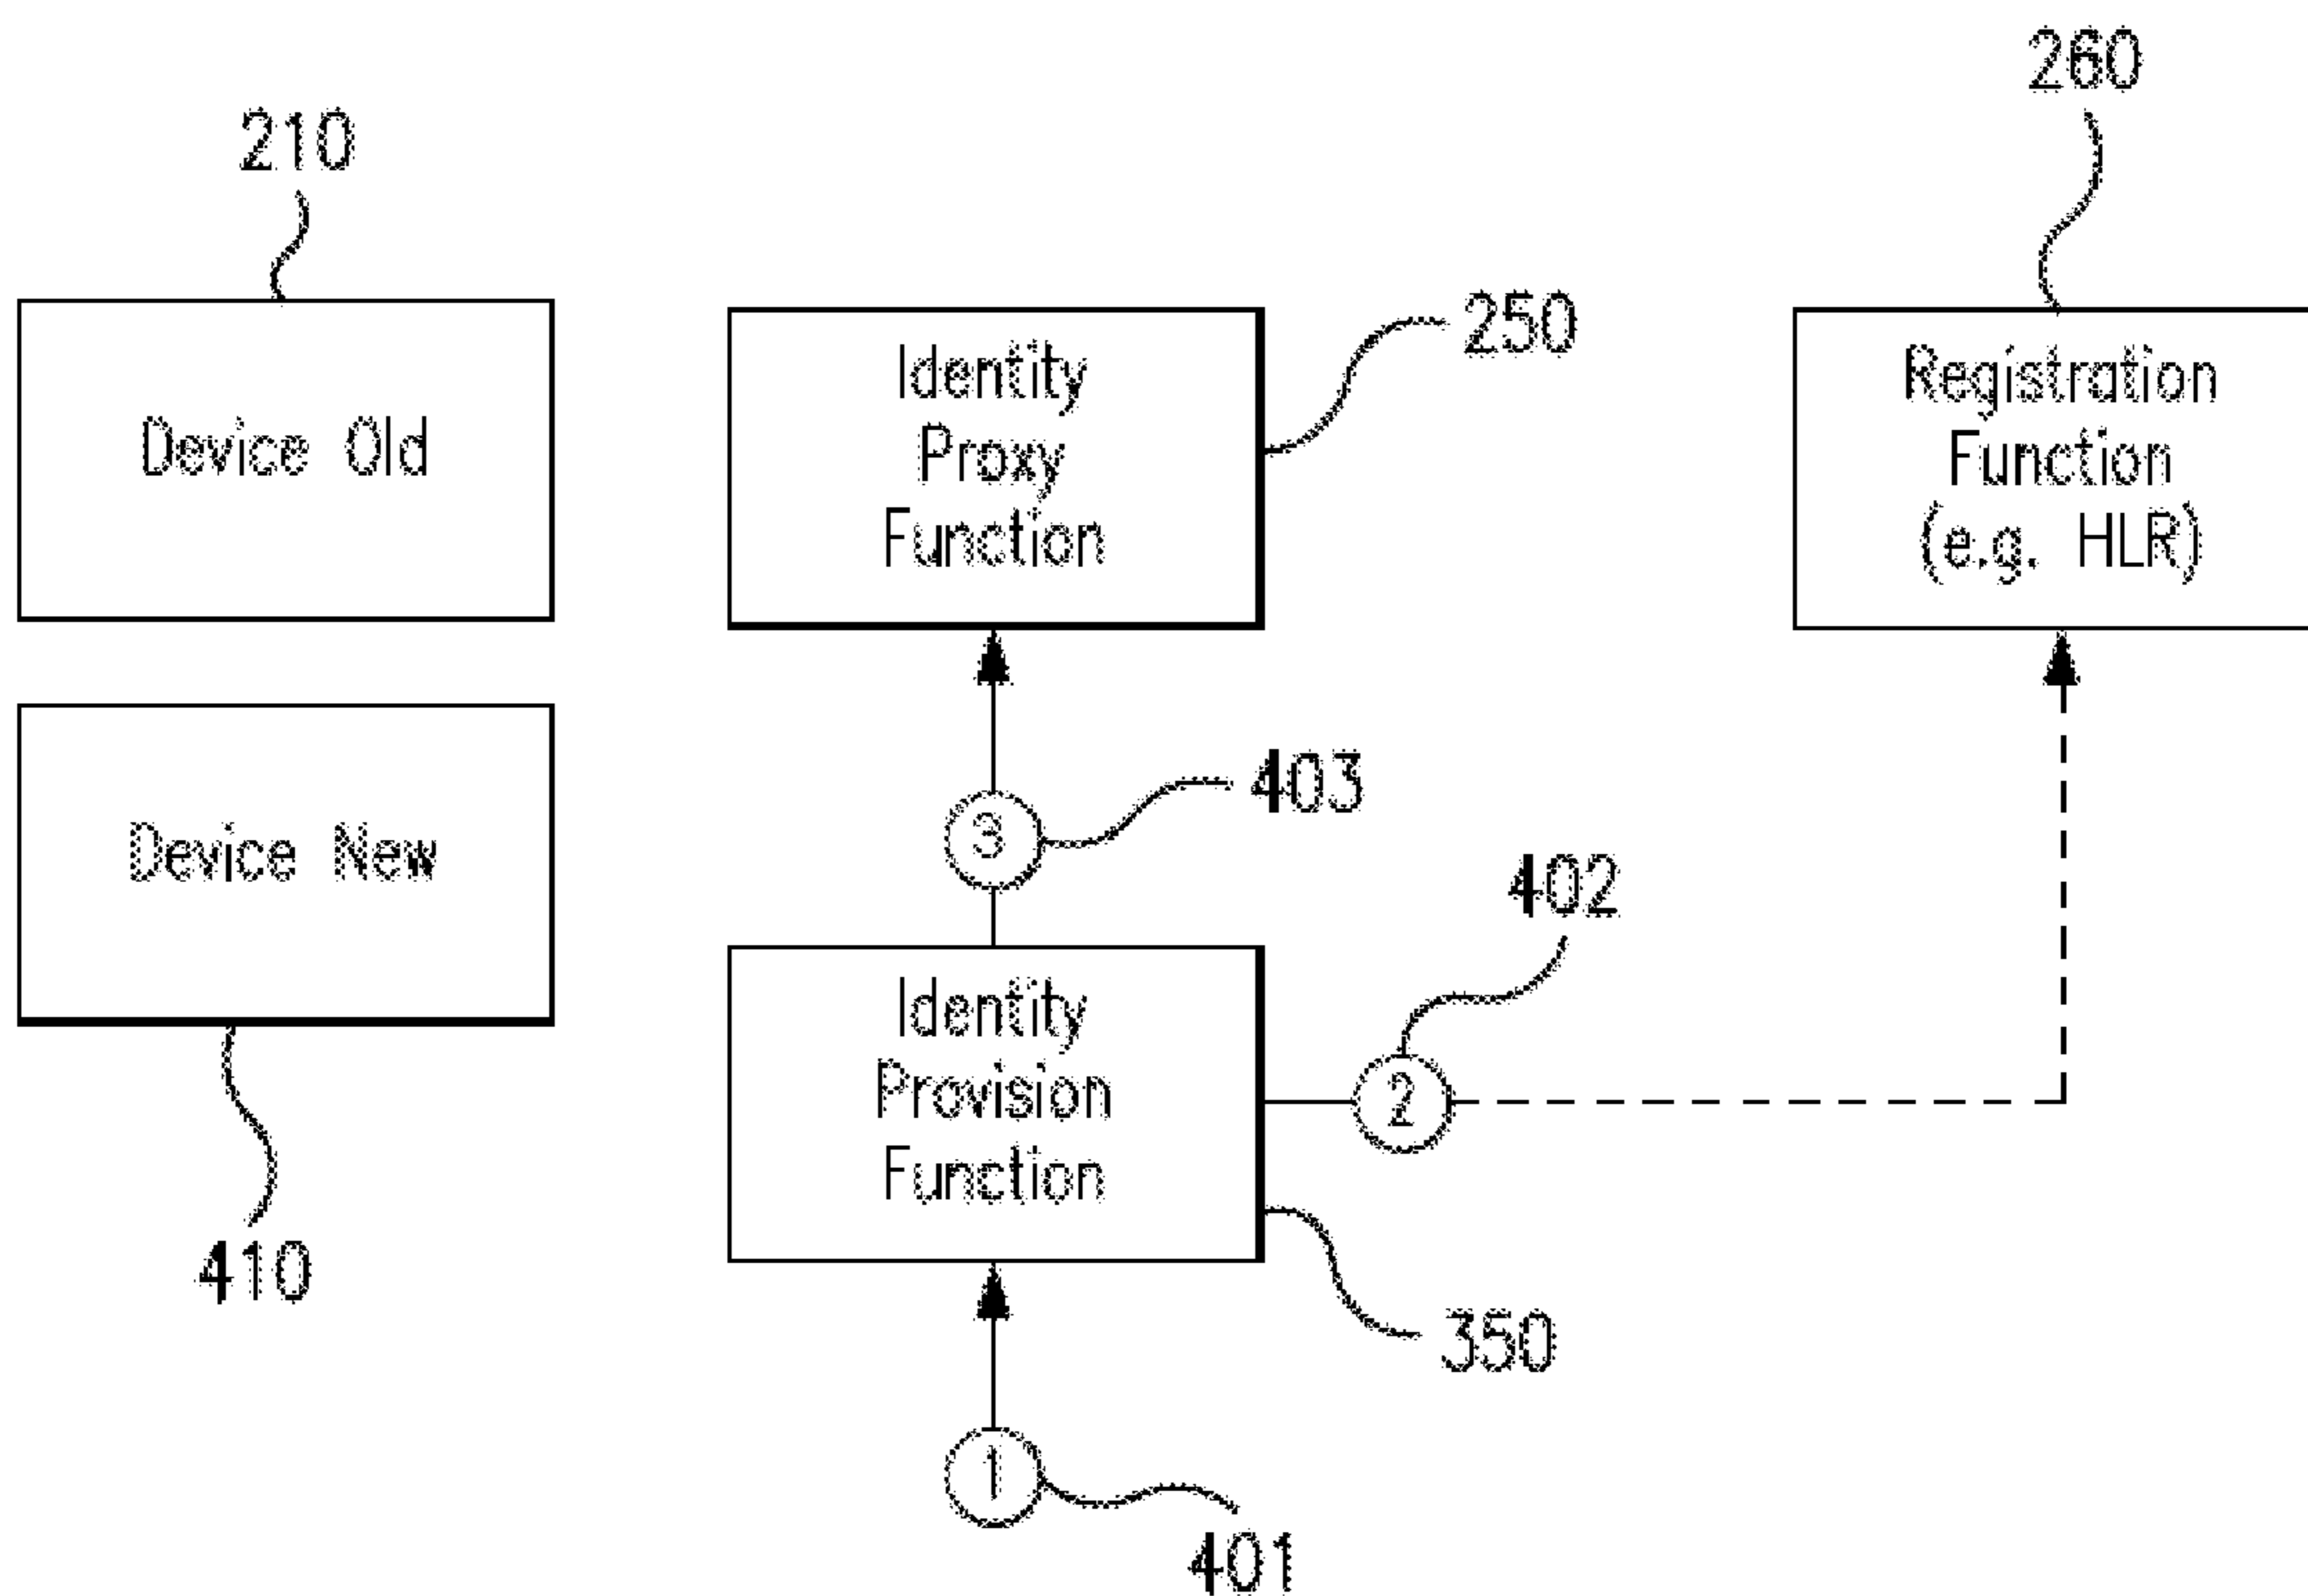 260
210
250
Device Old
Identity
Proxy
Function
Registration
Function
(e.g. HLR)
403
3
Device New
402
Identity
Provision
Function
2
410
350
1
401